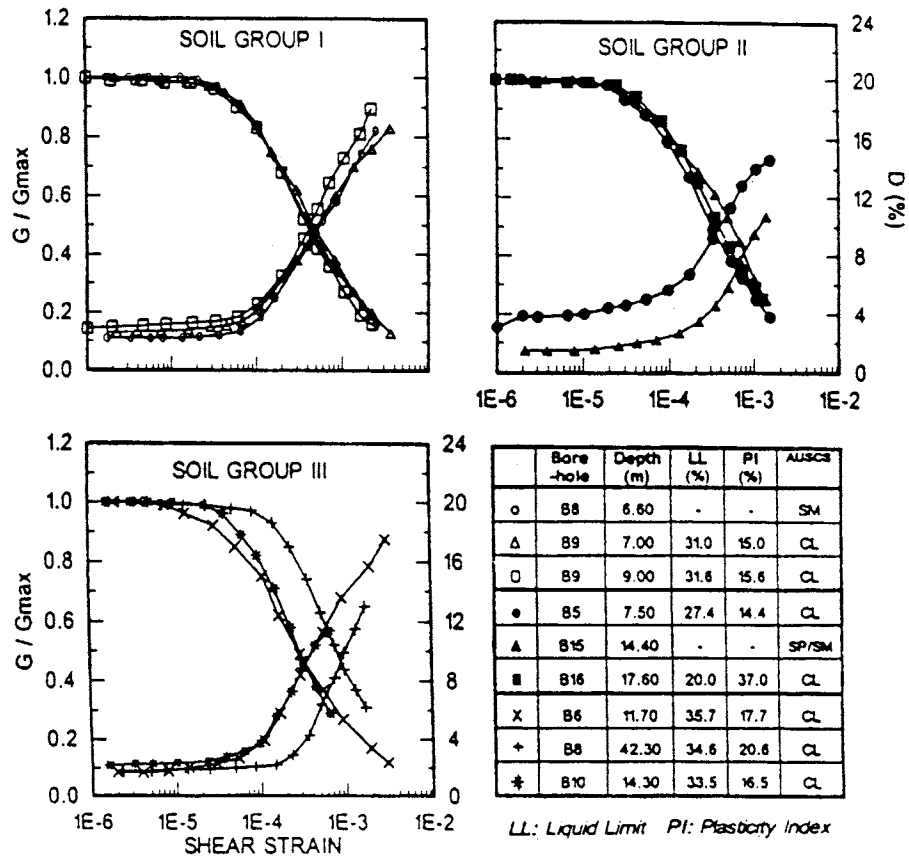 SOIL GROUP I
1.2
1.0
0.8
0.6
0.4
0.2
0.0
G / Gmax
SOIL GROUP II
24
20
16
12
8
4
0
D (%)
1E-6 1E-5 1E-4 1E-3 1E-2
SOIL GROUP III
1.2
1.0
0.8
0.6
0.4
0.2
0.0
G / Gmax
24
20
16
12
8
4
0
1E-6 1E-5 1E-4 1E-3 1E-2
SHEAR STRAIN
Bore-hole Depth (m) LL (%) PI (%) AUSCS
B8 6.60 - - SM
B9 7.00 31.0 15.0 CL
B9 9.00 31.6 15.6 CL
B5 7.50 27.4 14.4 CL
B15 14.40 - - SP/SM
B16 17.60 20.0 37.0 CL
B6 11.70 35.7 17.7 CL
B8 42.30 34.6 20.6 CL
B10 14.30 33.5 16.5 CL
LL: Liquid Limit PI: Plasticity Index